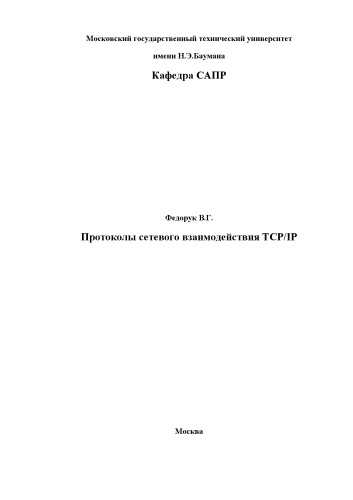 Московский государственный технический университет
имени Н.Э.Баумана
Кафедра САПР
Федорук В.Г.
Протоколы сетевого взаимодействия TCP/IP
Москва